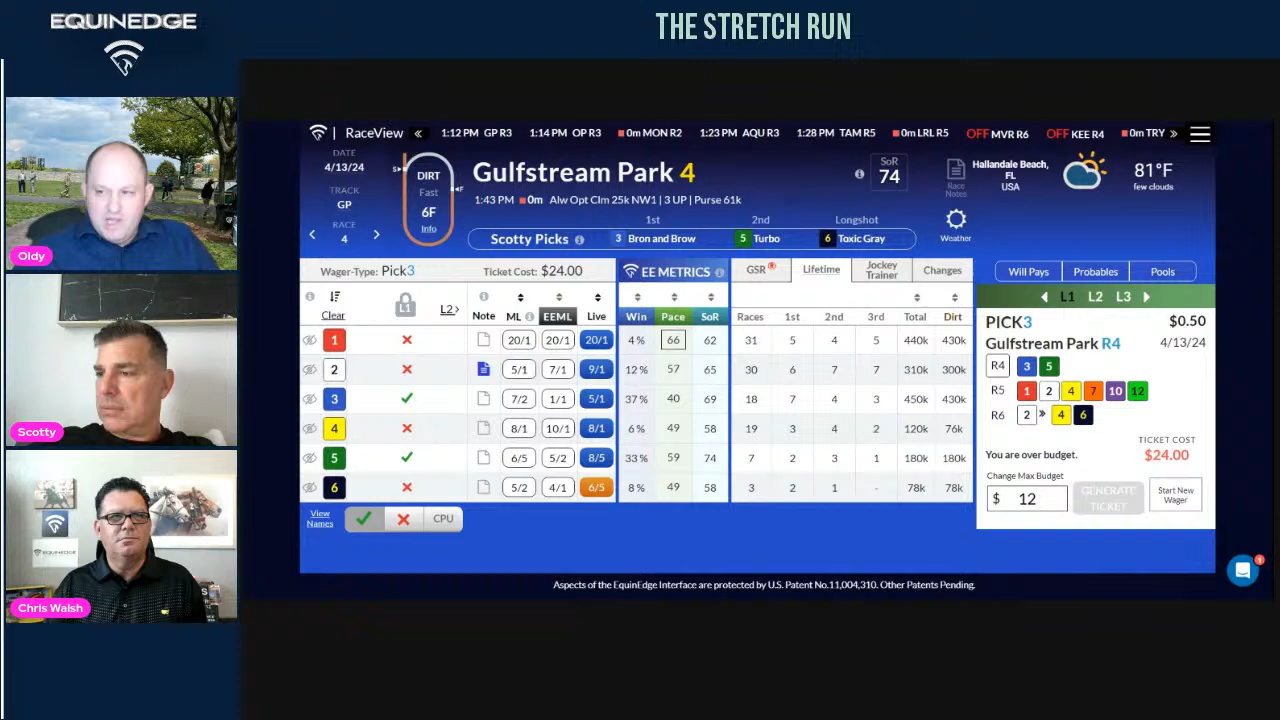 EQUINEDGE
THE STRETCH RUN
RaceView « 1:12 PM GP R3 1:14 PM OP R3 0m MON R2 1:23 PM AQU R3 1:28 PM TAM R5 0m LRL R5 OFF MVR R6 OFF KEE R4 0m TRY »
DATE
4/13/24
TRACK
GP
RACE
< 4 >
S
DIRT
Fast
F
6F
Info
Gulfstream Park 4
1:43 PM 0m Alw Opt Clm 25k NW1 | 3 UP | Purse 61k
SoR
74
Race Notes
Hallandale Beach, FL USA
81°F
few clouds
Weather
1st 2nd Longshot
Scotty Picks 3 Bron and Brow 5 Turbo 6 Toxic Gray
Wager-Type: Pick3 Ticket Cost: $24.00
EE METRICS
GSR Lifetime Jockey Trainer Changes
Clear L1 L2> Note ML EEML Live Win Pace SoR Races 1st 2nd 3rd Total Dirt
1 20/1 20/1 20/1 4% 66 62 31 5 4 5 440k 430k
2 5/1 7/1 9/1 12% 57 65 30 6 7 7 310k 300k
3 7/2 1/1 5/1 37% 40 69 18 7 4 3 450k 430k
4 8/1 10/1 8/1 6% 49 58 19 3 4 2 120k 76k
5 6/5 5/2 8/5 33% 59 74 7 2 3 1 180k 180k
6 5/2 4/1 6/5 8% 49 58 3 2 1 - 78k 78k
View Names
CPU
Will Pays Probables Pools
L1 L2 L3
PICK3 $0.50
Gulfstream Park R4 4/13/24
R4 3 5
R5 1 2 4 7 10 12
R6 2 » 4 6
TICKET COST
You are over budget. $24.00
Change Max Budget
$ 12
GENERATE TICKET
Start New Wager
1
Aspects of the EquinEdge Interface are protected by U.S. Patent No.11,004,310. Other Patents Pending.
Oldy
Scotty
EQUINEDGE
Chris Walsh